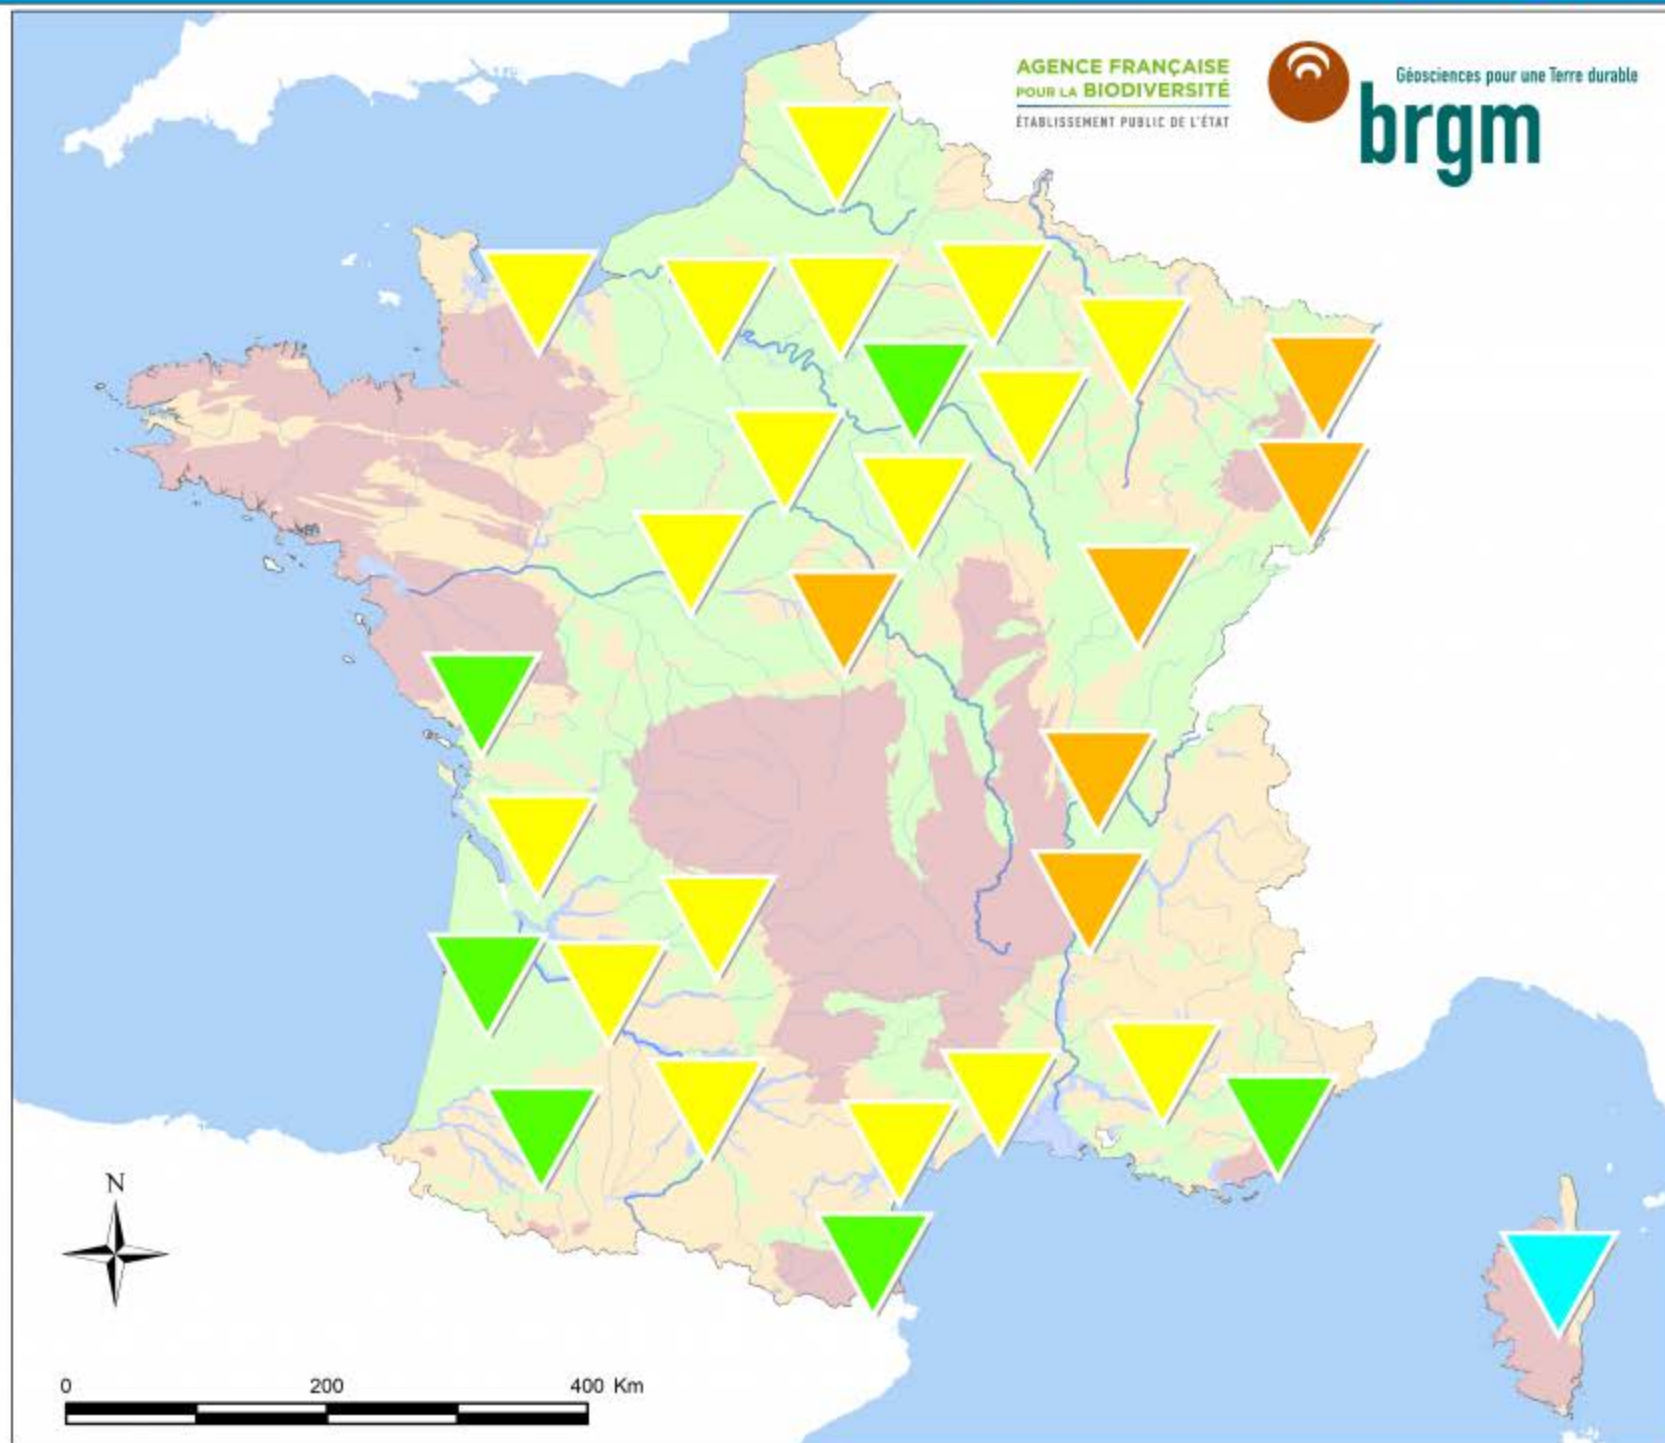 AGENCE FRANÇAISE
POUR LA BIODIVERSITÉ
ÉTABLISSEMENT PUBLIC DE L'ÉTAT
Géosciences pour une Terre durable
brgm
N
0 200 400 Km